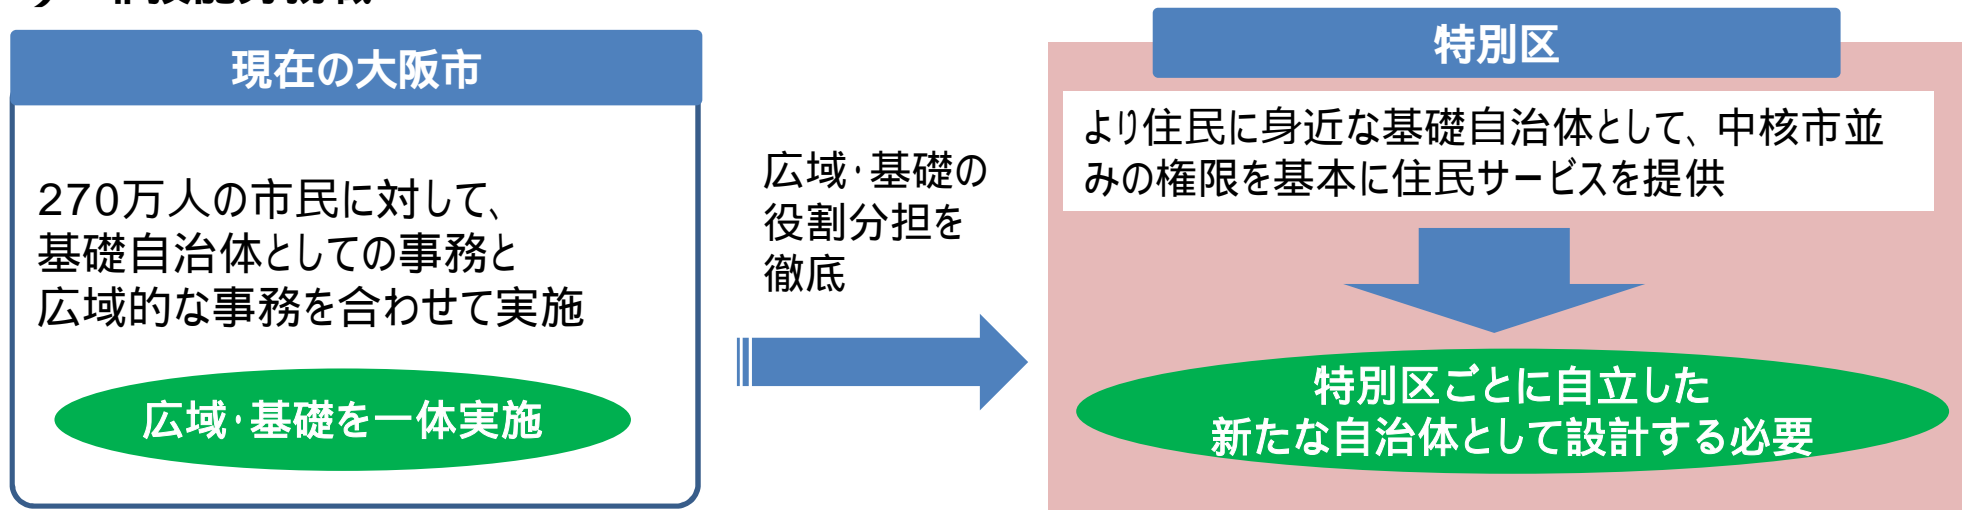 現在の大阪市
270万人の市民に対して、
基礎自治体としての事務と
広域的な事務を合わせて実施
広域・基礎を一体実施
広域・基礎の
役割分担を
徹底
特別区
より住民に身近な基礎自治体として、中核市並
みの権限を基本に住民サービスを提供
特別区ごとに自立した
新たな自治体として設計する必要